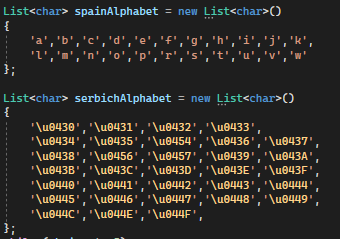 List<char> spainAlphabet = new List<char>()
{
'a','b','c','d','e','f','g','h','i','j','k',
'l','m','n','o','p','r','s','t','u','v','w'
};
List<char> serbichAlphabet = new List<char>()
{
'\u0430','\u0431','\u0432','\u0433',
'\u0434','\u0435','\u0454','\u0436','\u0437',
'\u0438','\u0456','\u0457','\u0439','\u043A',
'\u043B','\u043C','\u043D','\u043E','\u043F',
'\u0440','\u0441','\u0442','\u0443','\u0444',
'\u0445','\u0446','\u0447','\u0448','\u0449',
'\u044C','\u044E','\u044F',
};